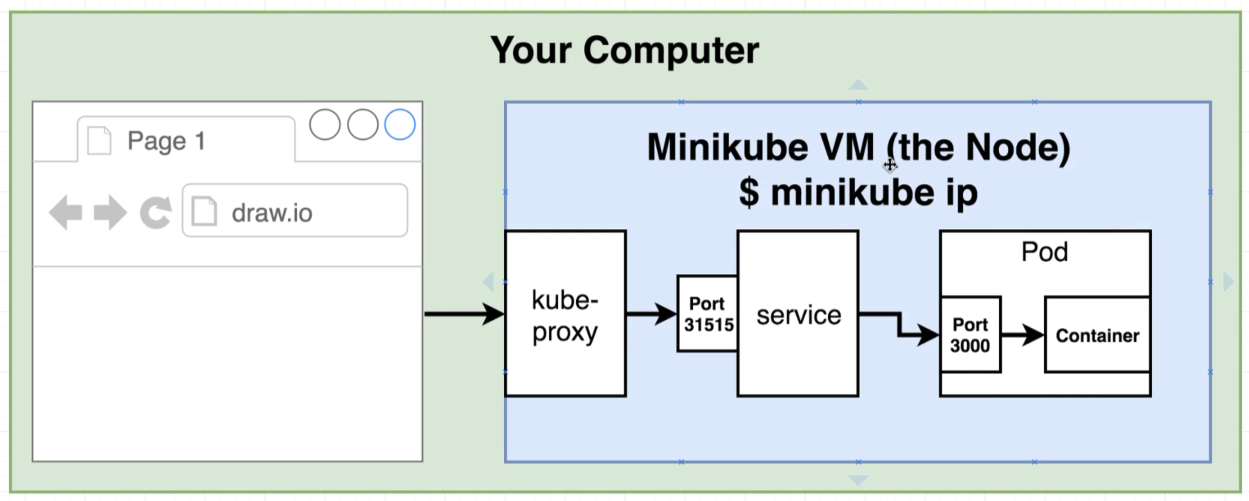 Your Computer
Page 1
draw.io
Minikube VM (the Node)
$ minikube ip
kube-
proxy
Port
31515
service
Pod
Port
3000
Container